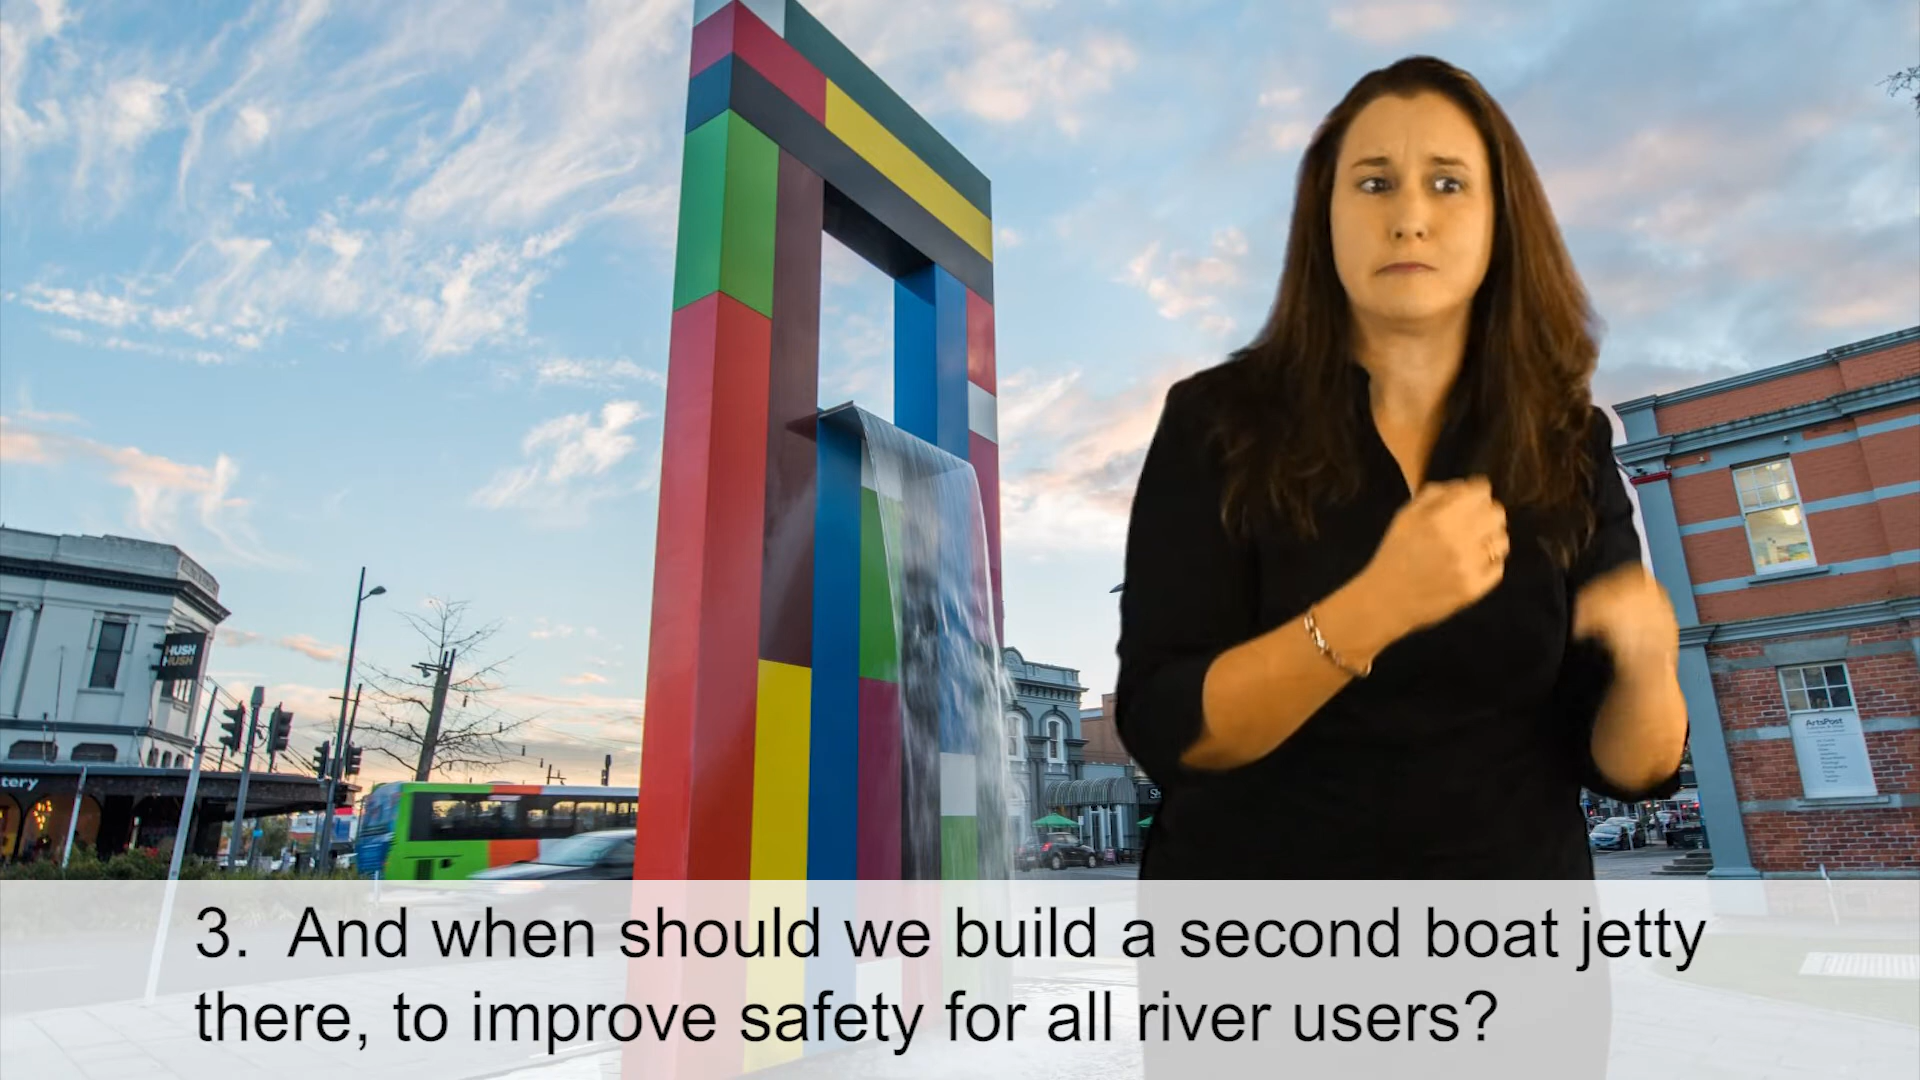 HUSH
HUSH
tery
ArtsPost
3. And when should we build a second boat jetty
there, to improve safety for all river users?